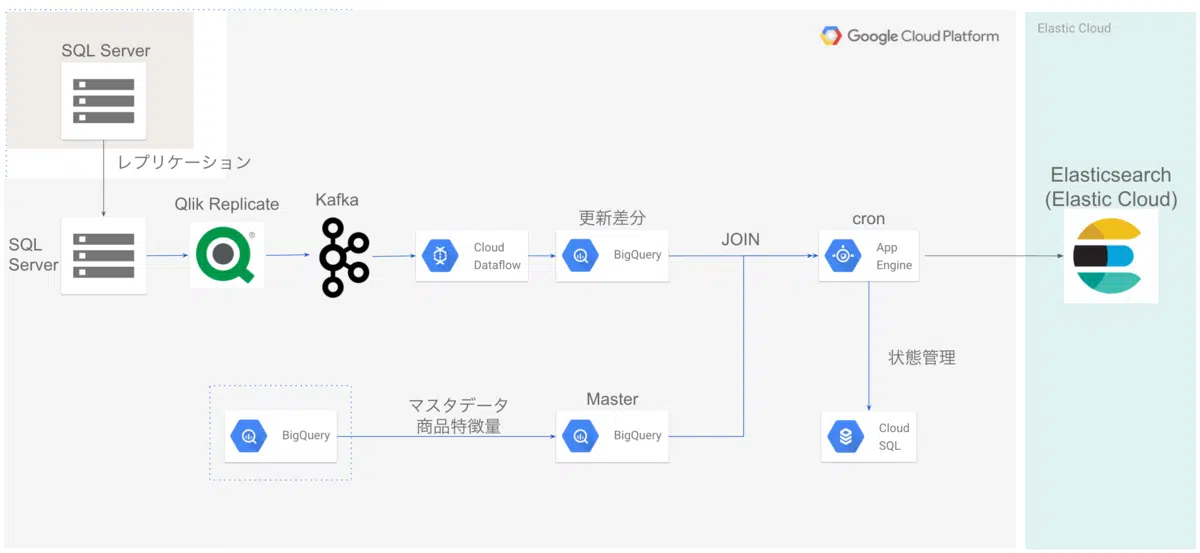 SQL Server
Google Cloud Platform
Elastic Cloud
レプリケーション
Elasticsearch
(Elastic Cloud)
Qlik Replicate
Kafka
更新差分
cron
SQL
Server
®
Cloud
Dataflow
BigQuery
JOIN
App
Engine
状態管理
マスタデータ
商品特徴量
Master
BigQuery
BigQuery
Cloud
SQL